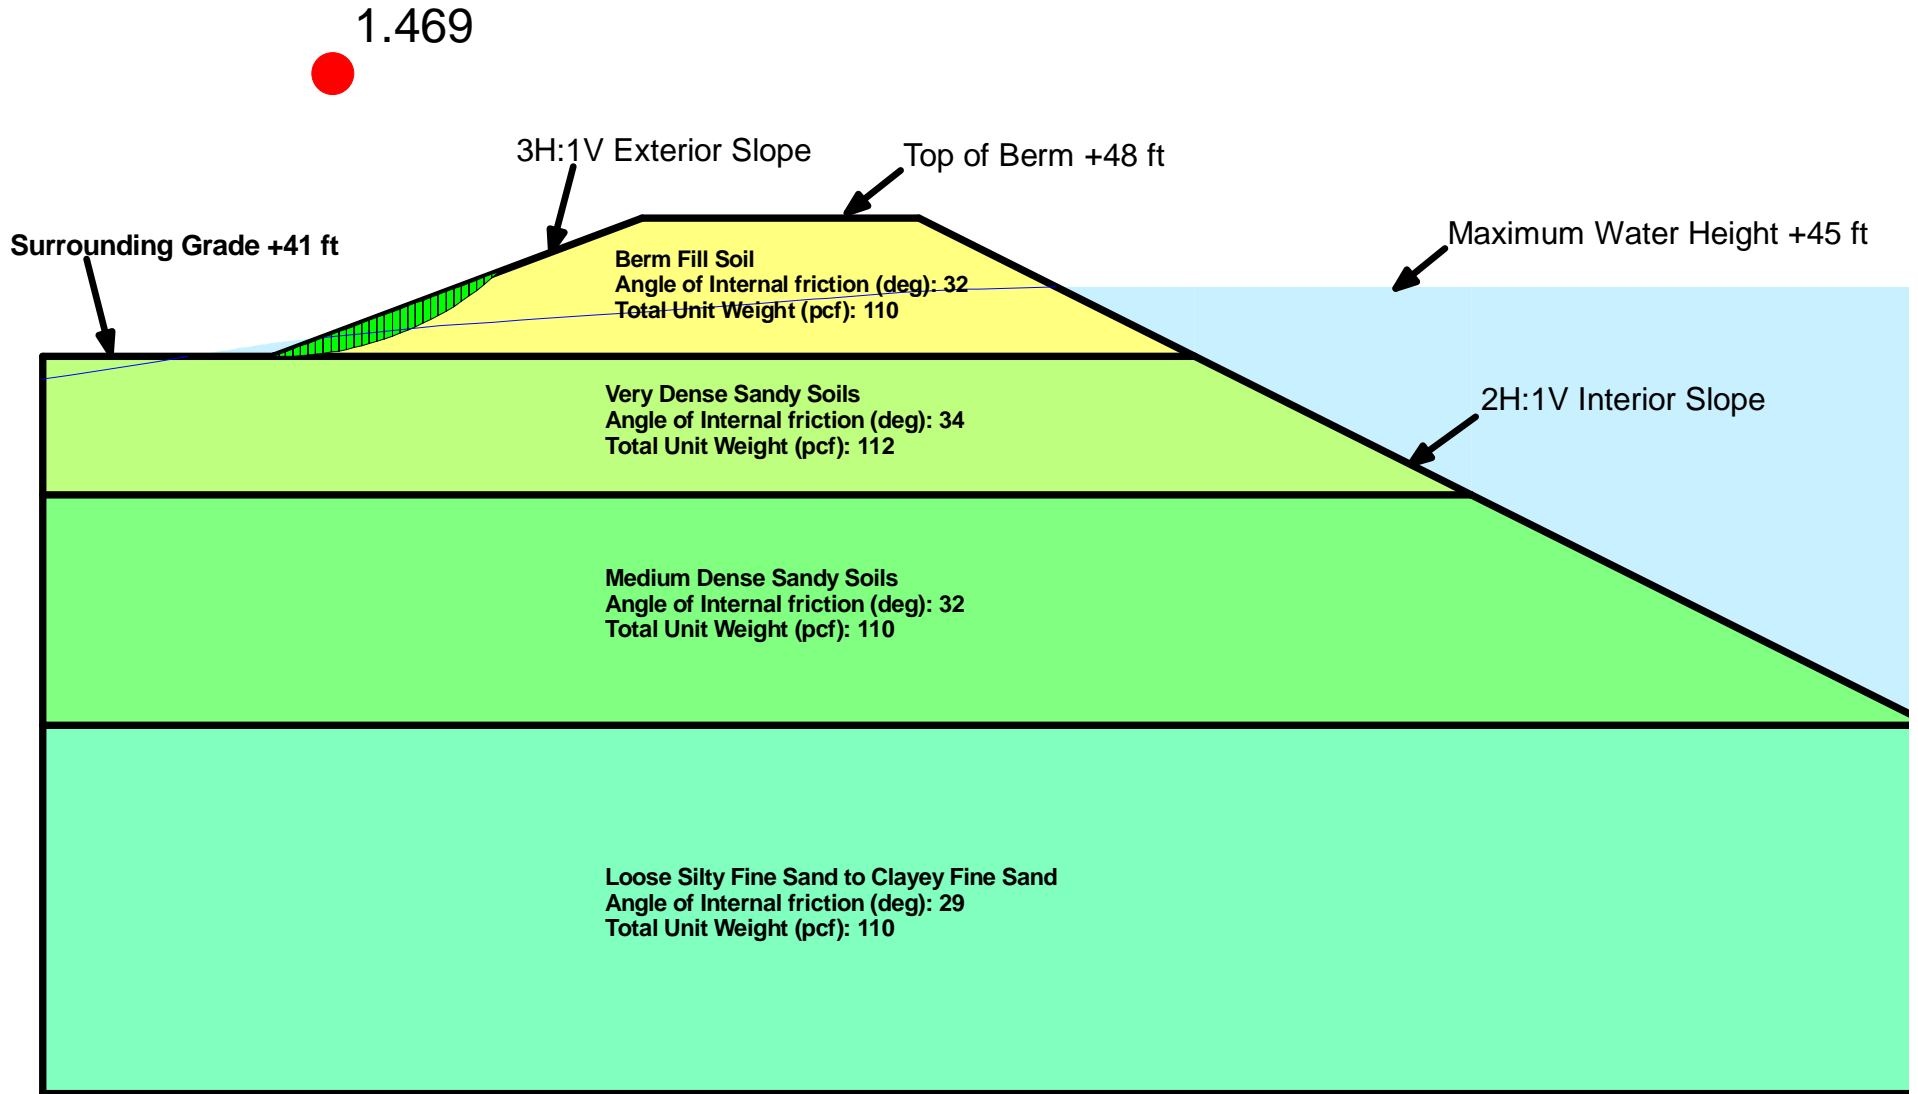 1.469
3H:1V Exterior Slope
Top of Berm +48 ft
Surrounding Grade +41 ft
Maximum Water Height +45 ft
Berm Fill Soil
Angle of Internal friction (deg): 32
Total Unit Weight (pcf): 110
Very Dense Sandy Soils
Angle of Internal friction (deg): 34
Total Unit Weight (pcf): 112
2H:1V Interior Slope
Medium Dense Sandy Soils
Angle of Internal friction (deg): 32
Total Unit Weight (pcf): 110
Loose Silty Fine Sand to Clayey Fine Sand
Angle of Internal friction (deg): 29
Total Unit Weight (pcf): 110